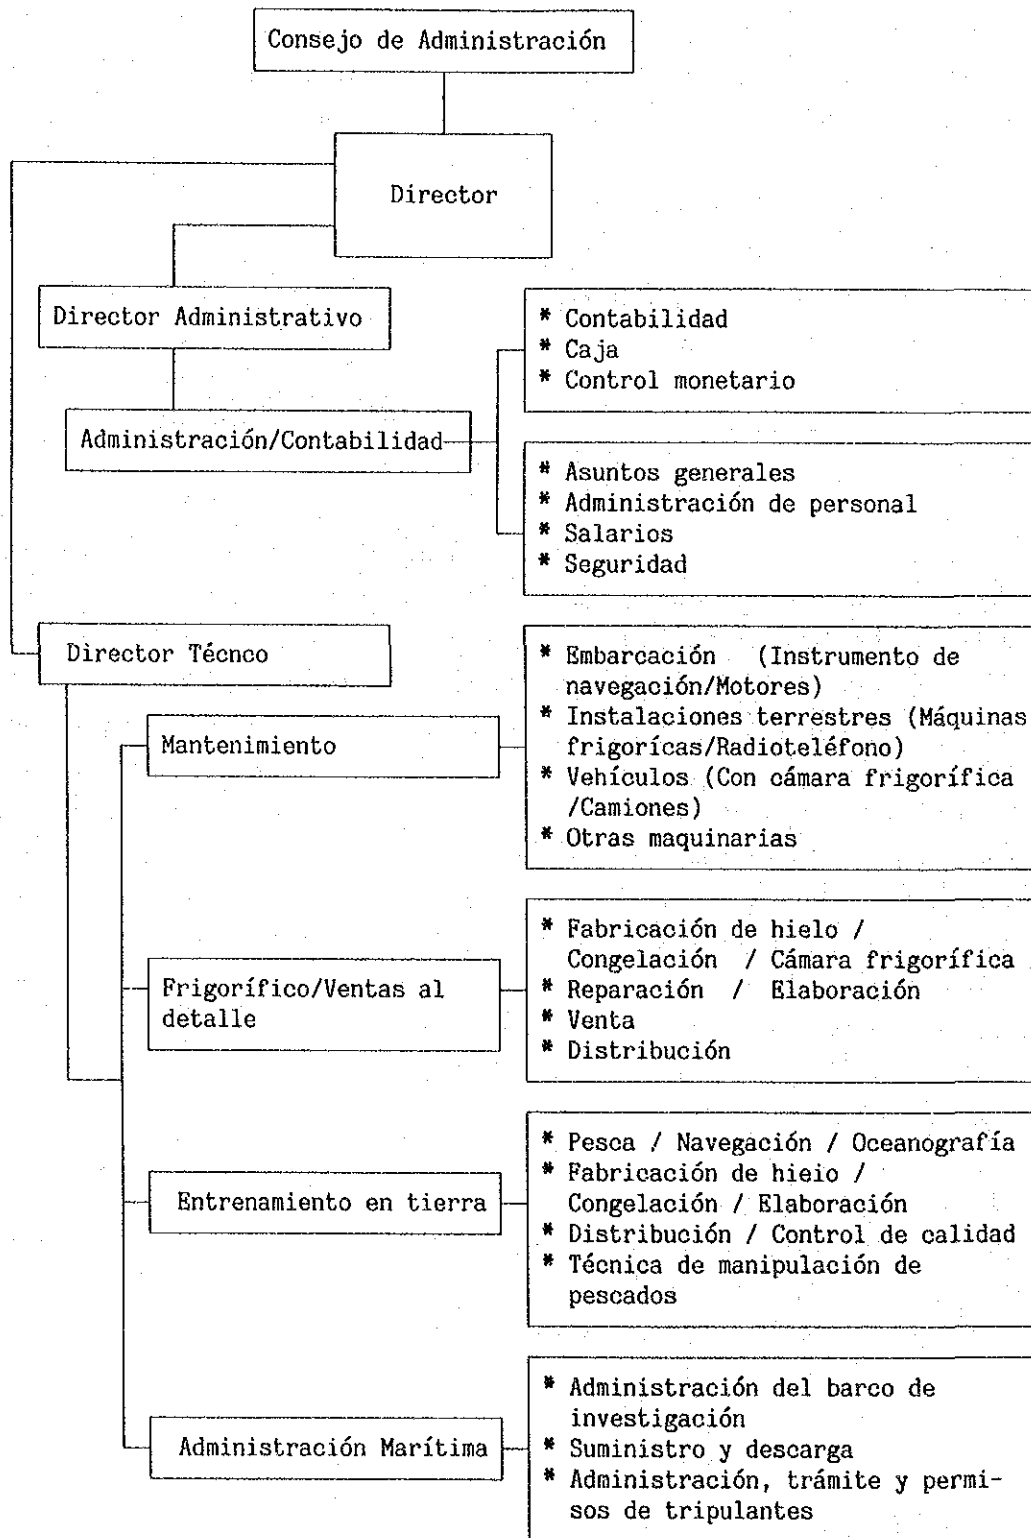 Consejo de Administración
Director
Director Administrativo
Administración/Contabilidad
* Contabilidad
* Caja
* Control monetario
* Asuntos generales
* Administración de personal
* Salarios
* Seguridad
Director Técnco
Mantenimiento
* Embarcación (Instrumento de
navegación/Motores)
* Instalaciones terrestres (Máquinas
frigorícas/Radioteléfono)
* Vehículos (Con cámara frigorífica
/Camiones)
* Otras maquinarias
Frigorífico/Ventas al
detalle
* Fabricación de hielo /
Congelación / Cámara frigorífica
* Reparación / Elaboración
* Venta
* Distribución
Entrenamiento en tierra
* Pesca / Navegación / Oceanografía
* Fabricación de hieio /
Congelación / Elaboración
* Distribución / Control de calidad
* Técnica de manipulación de
pescados
Administración Marítima
* Administración del barco de
investigación
* Suministro y descarga
* Administración, trámite y permi-
sos de tripulantes